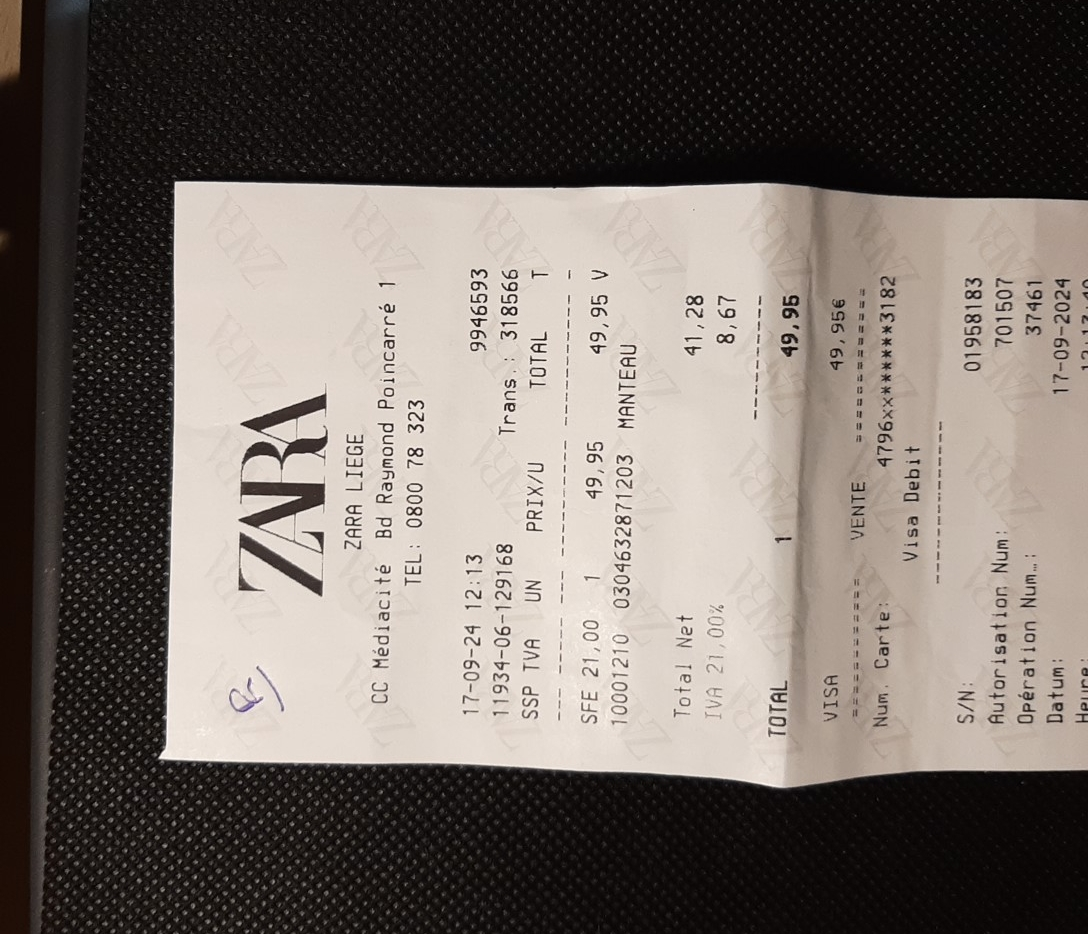 ZARA
ZARA LIEGE
CC Médiacité Bd Raymond Poincarré 1
TEL: 0800 78 323
17-09-24 12:13 9946593
11934-06-129168 Trans.: 318566
SSP TVA UN PRIX/U TOTAL T
SFE 21,00 1 49,95 49,95 V
10001210 0304632871203 MANTEAU
Total Net 41,28
IVA 21,00% 8,67
TOTAL 1 49,95
VISA 49,95€
=========== VENTE ===========
Num. Carte: 4796xx*******3182
Visa Debit
S/N: 01958183
Autorisation Num: 701507
Opération Num…: 37461
Datum: 17-09-2024
Heure: